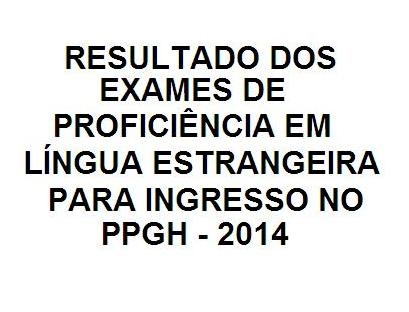 RESULTADO DOS
EXAMES DE
PROFICIÊNCIA EM
LÍNGUA ESTRANGEIRA
PARA INGRESSO NO
PPGH - 2014